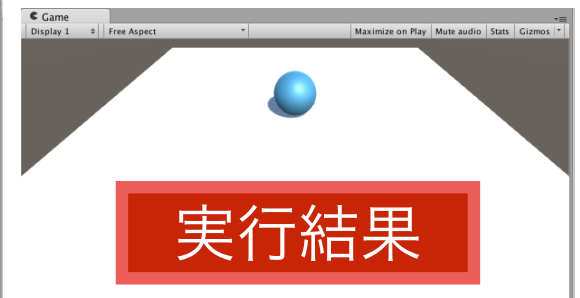 Game
Display 1 Free Aspect Maximize on Play Mute audio Stats Gizmos
実行結果